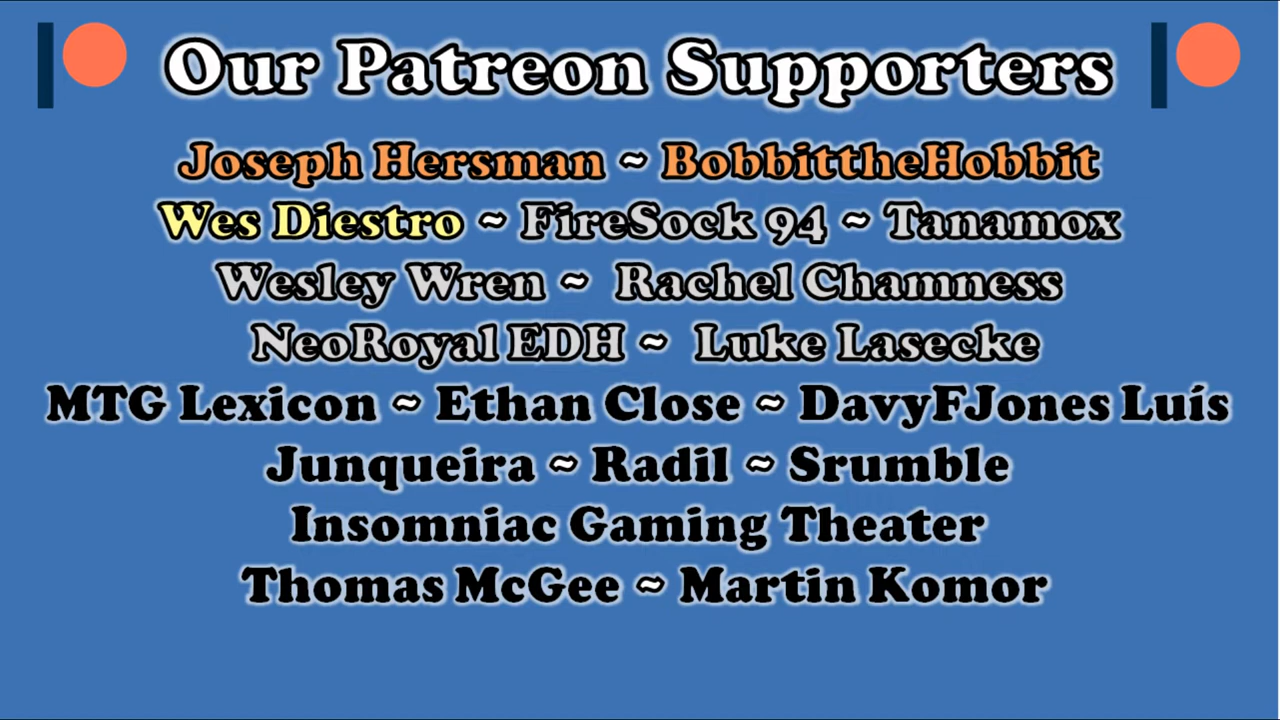 Our Patreon Supporters
Joseph Hersman ~ BobbittheHobbit
Wes Diestro ~ FireSock 94 ~ Tanamox
Wesley Wren ~ Rachel Chamness
NeoRoyal EDH ~ Luke Lasecke
MTG Lexicon ~ Ethan Close ~ DavyFJones Luís
Junqueira ~ Radil ~ Srumble
Insomniac Gaming Theater
Thomas McGee ~ Martin Komor